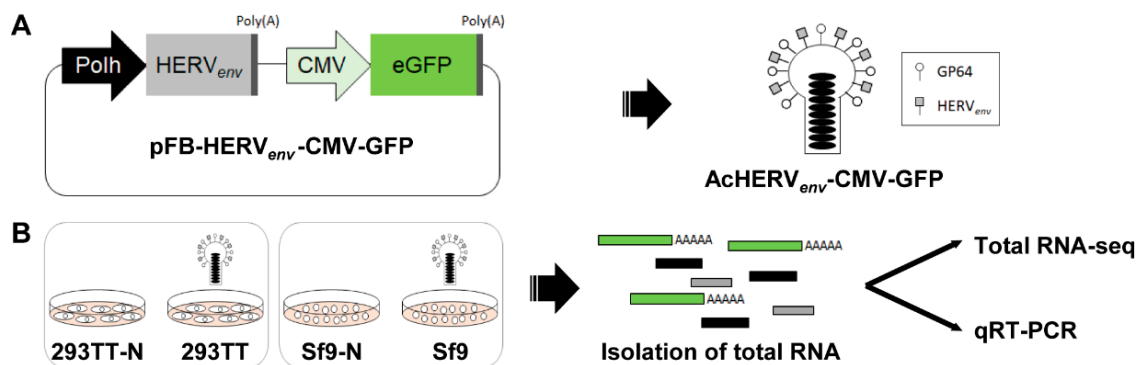 A
Poly(A)
Poly(A)
Polh
HERVenv
CMV
eGFP
pFB-HERVenv-CMV-GFP
GP64
HERVenv
AcHERVenv-CMV-GFP
B
AAAAA
AAAAA
AAAAA
Total RNA-seq
qRT-PCR
293TT-N
293TT
Sf9-N
Sf9
Isolation of total RNA